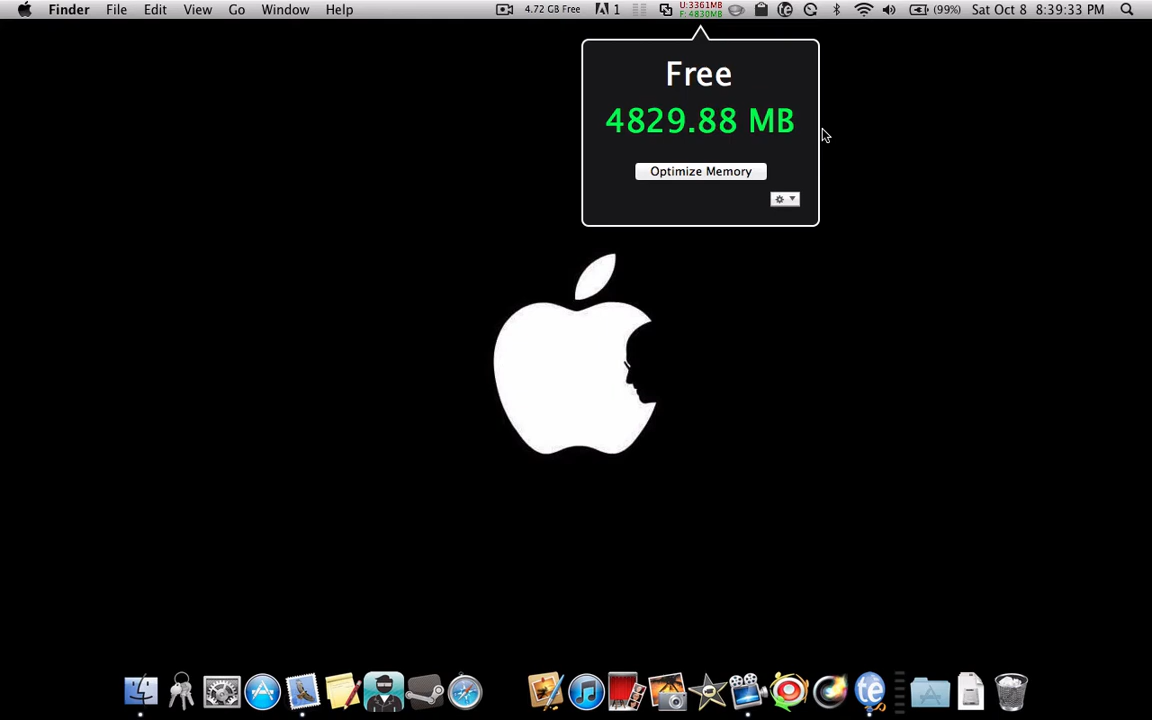 Finder File Edit View Go Window Help 4.72 GB Free 1 U:3361MB (99%) Sat Oct 8 8:39:33 PM
F: 4830MB
Free
4829.88 MB
Optimize Memory
te